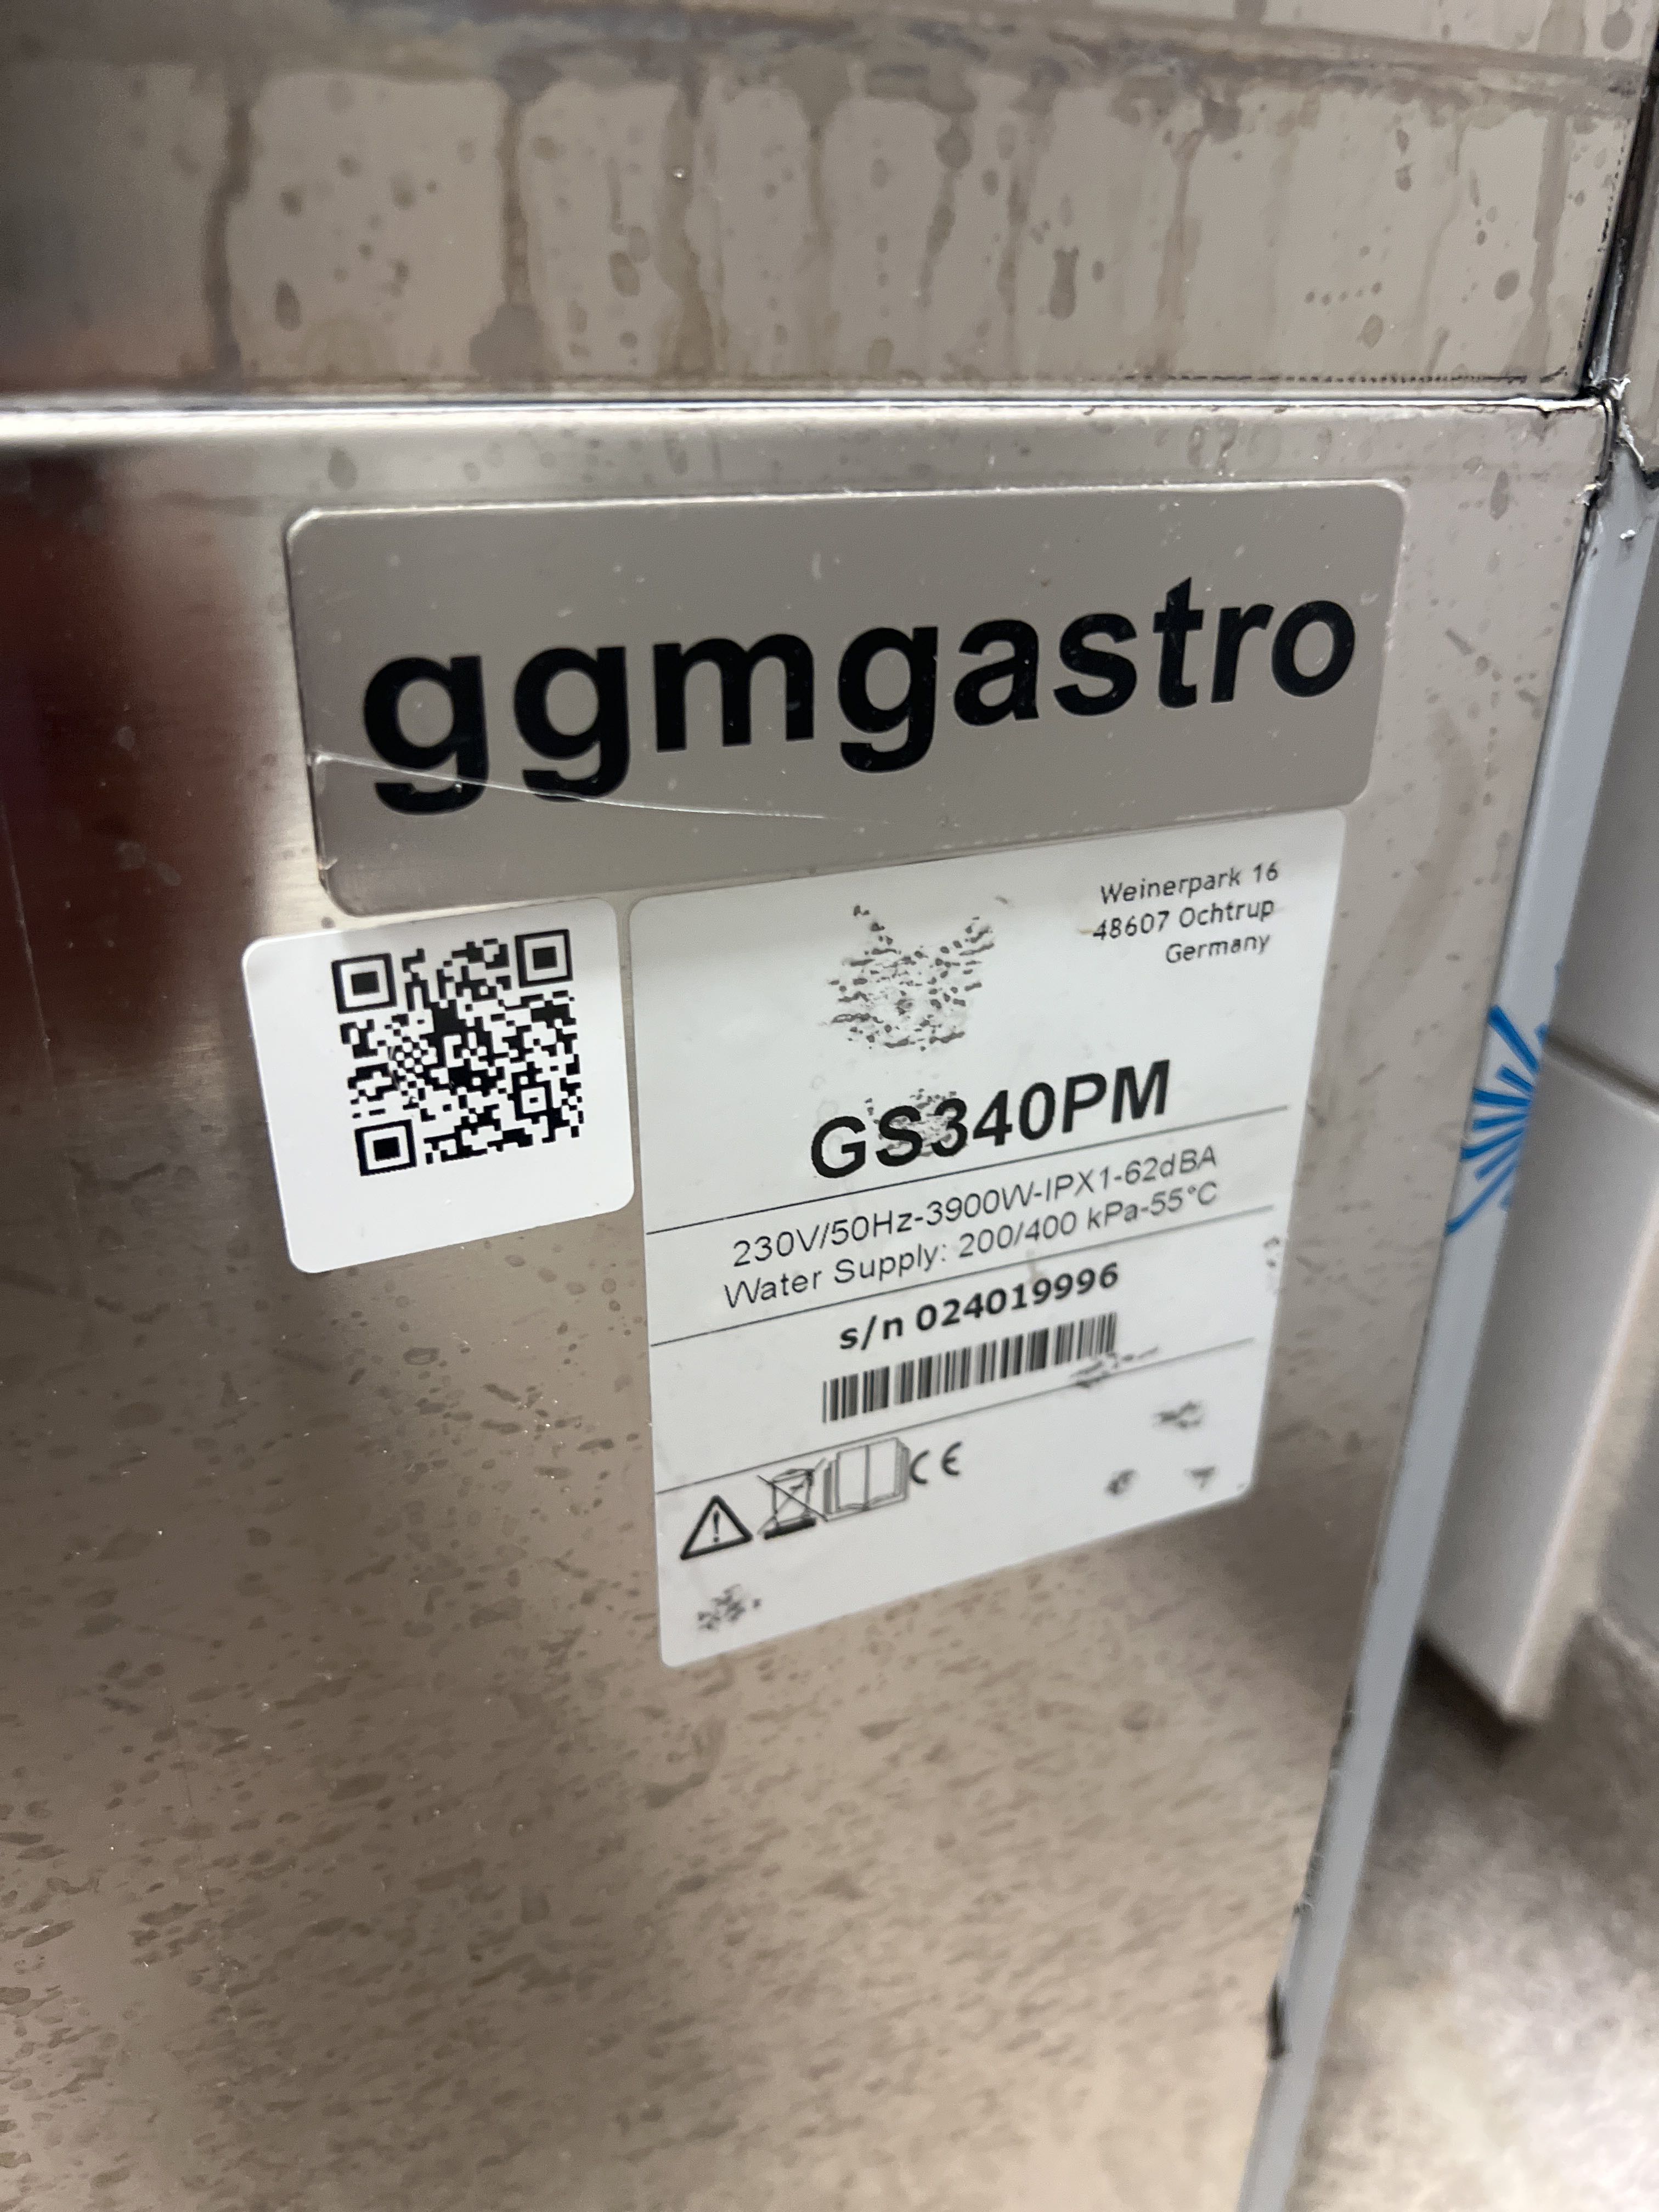 ggmgastro
Weinerpark 16
48607 Ochtrup
Germany
GS340PM
230V/50Hz-3900W-IPX1-62dBA
Water Supply: 200/400 kPa-55°C
s/n 024019996
CE